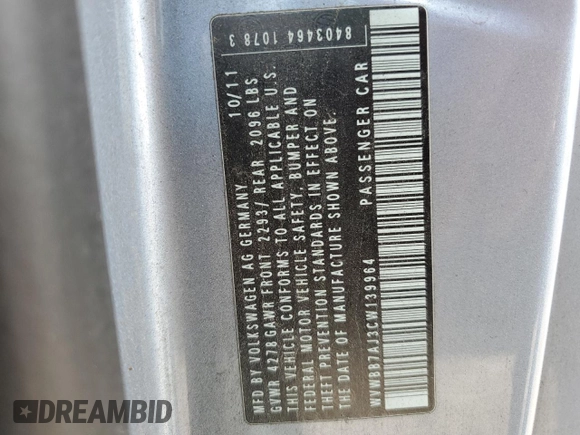 8403464 1078 3
MFD BY VOLKSWAGEN AG GERMANY 10/11
GVWR 4278GAWR FRONT 2293/ REAR 2096 LBS
THIS VEHICLE CONFORMS TO ALL APPLICABLE U.S.
FEDERAL MOTOR VEHICLE SAFETY, BUMPER AND
THEFT PREVENTION STANDARDS IN EFFECT ON
THE DATE OF MANUFACTURE SHOWN ABOVE.
PASSENGER CAR
WVWBB7AJ3CW139964
DREAMBID